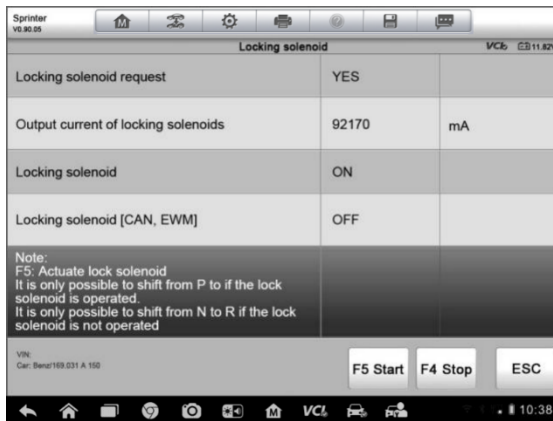 Sprinter
V0.90.05
Locking solenoid
VCI 11.82V
Locking solenoid request YES
Output current of locking solenoids 92170 mA
Locking solenoid ON
Locking solenoid [CAN, EWM] OFF
Note:
F5: Actuate lock solenoid
It is only possible to shift from P to if the lock
solenoid is operated.
It is only possible to shift from N to R if the lock
solenoid is not operated
VIN:
Car: Benz/169.031 A 150
F5 Start F4 Stop ESC
VCI 10:38